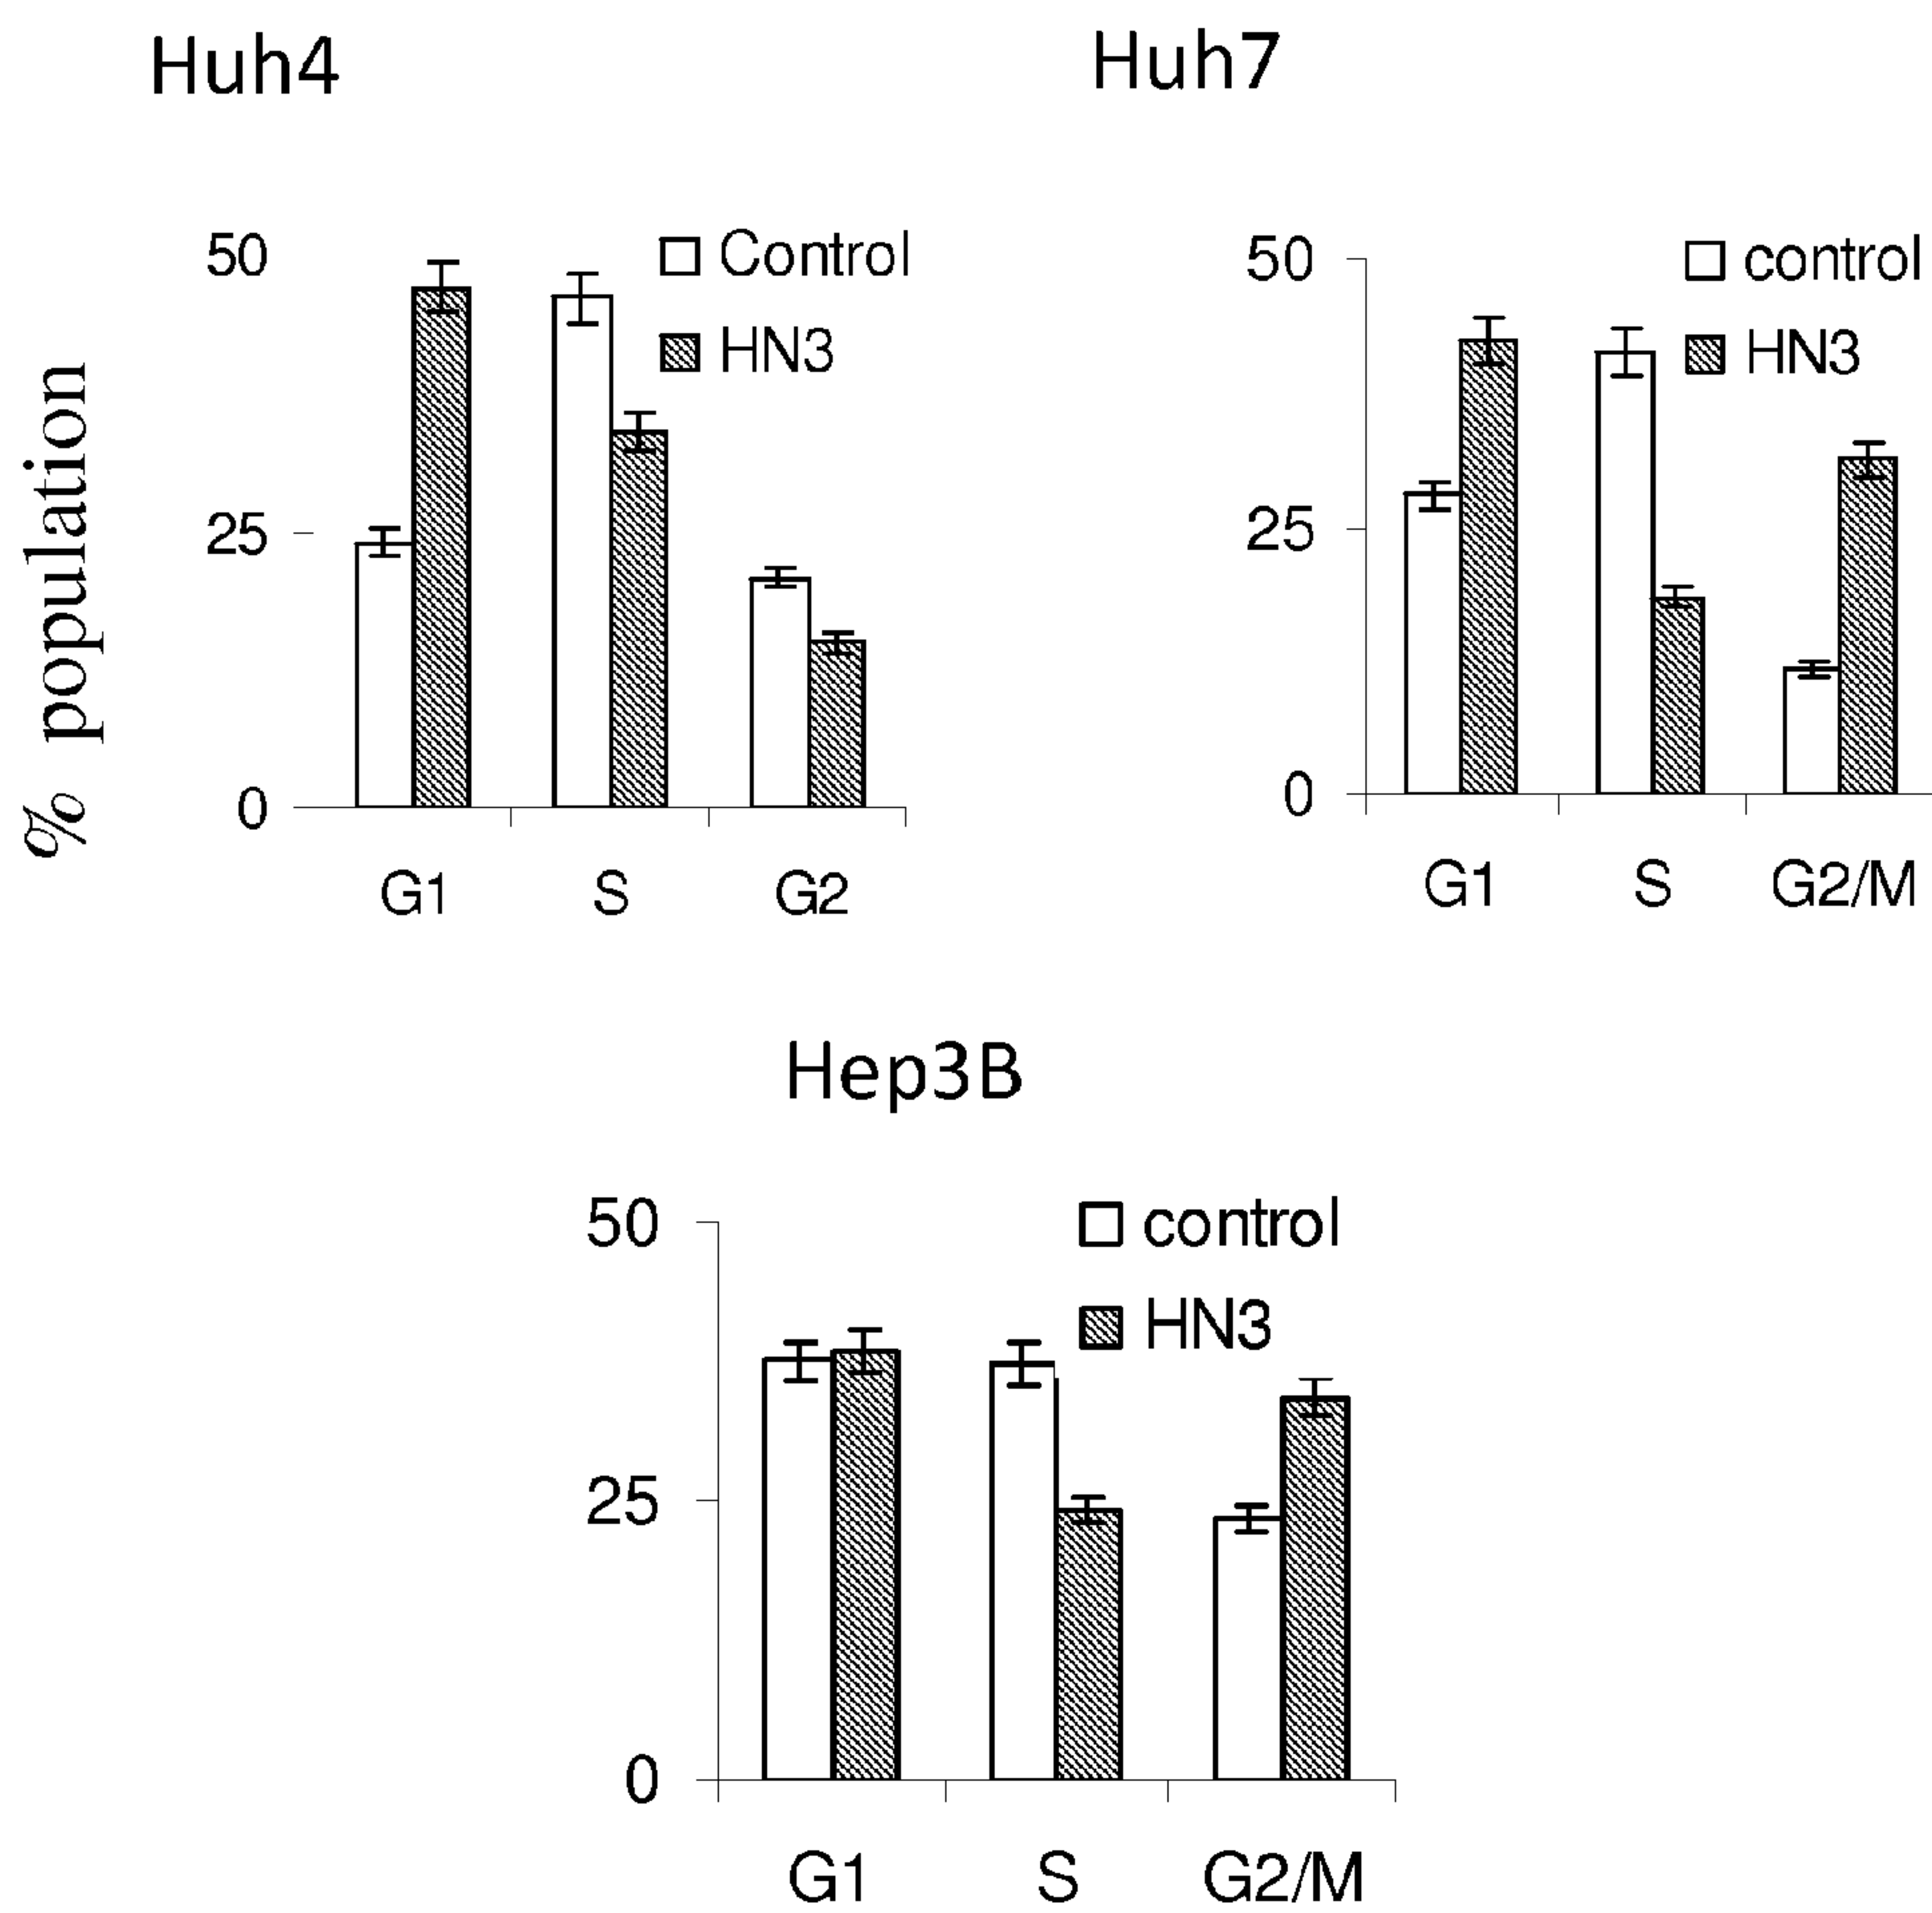 Huh4
% population
50
25
0
Control
HN3
G1 S G2
Huh7
50
25
0
control
HN3
G1 S G2/M
Hep3B
50
25
0
control
HN3
G1 S G2/M